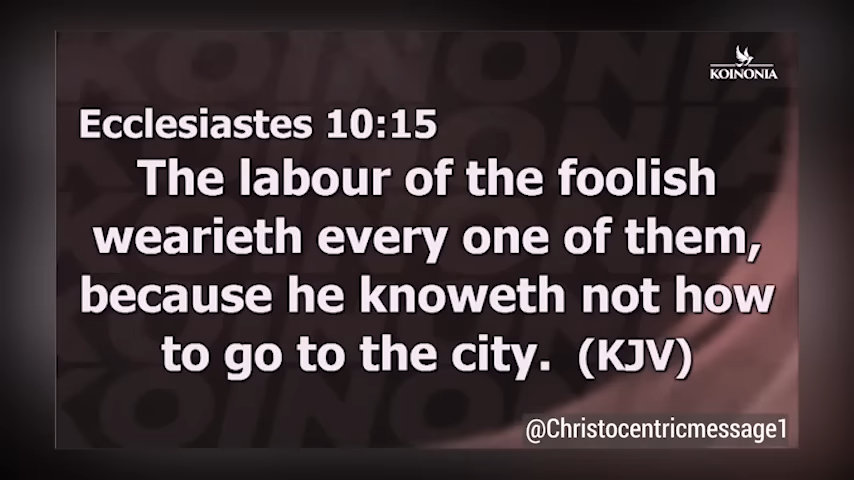 KOINONIA
Ecclesiastes 10:15
The labour of the foolish
wearieth every one of them,
because he knoweth not how
to go to the city. (KJV)
@Christocentricmessage1